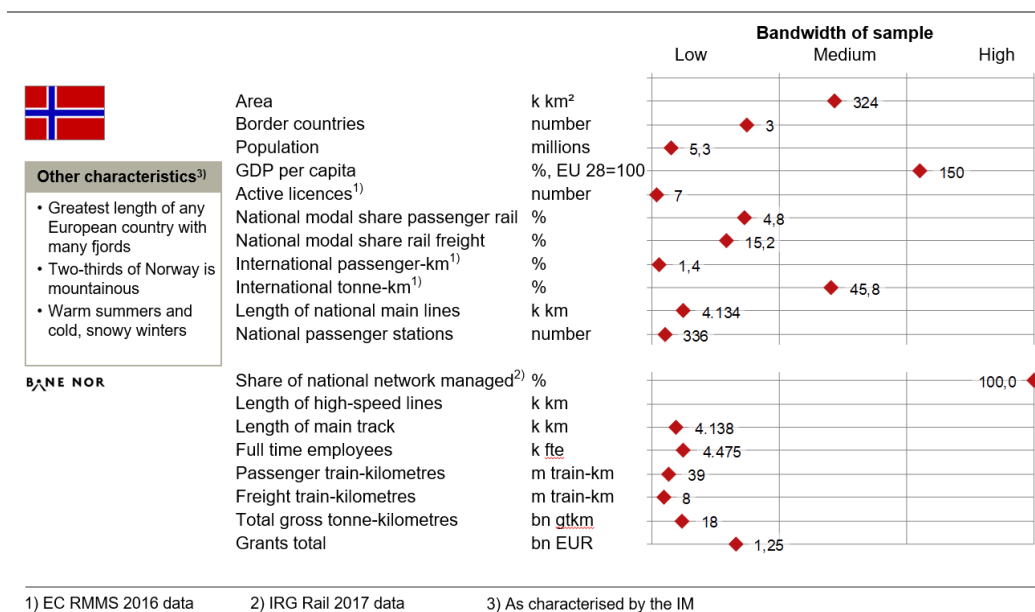 Bandwidth of sample
Low Medium High
Area k km² 324
Border countries number 3
Population millions 5,3
GDP per capita %, EU 28=100 150
Active licences1) number 7
National modal share passenger rail % 4,8
National modal share rail freight % 15,2
International passenger-km1) % 1,4
International tonne-km1) % 45,8
Length of national main lines k km 4.134
National passenger stations number 336
Other characteristics3)
• Greatest length of any
European country with
many fjords
• Two-thirds of Norway is
mountainous
• Warm summers and
cold, snowy winters
BANE NOR
Share of national network managed2) % 100,0
Length of high-speed lines k km
Length of main track k km 4.138
Full time employees k fte 4.475
Passenger train-kilometres m train-km 39
Freight train-kilometres m train-km 8
Total gross tonne-kilometres bn gtkm 18
Grants total bn EUR 1,25
1) EC RMMS 2016 data 2) IRG Rail 2017 data 3) As characterised by the IM